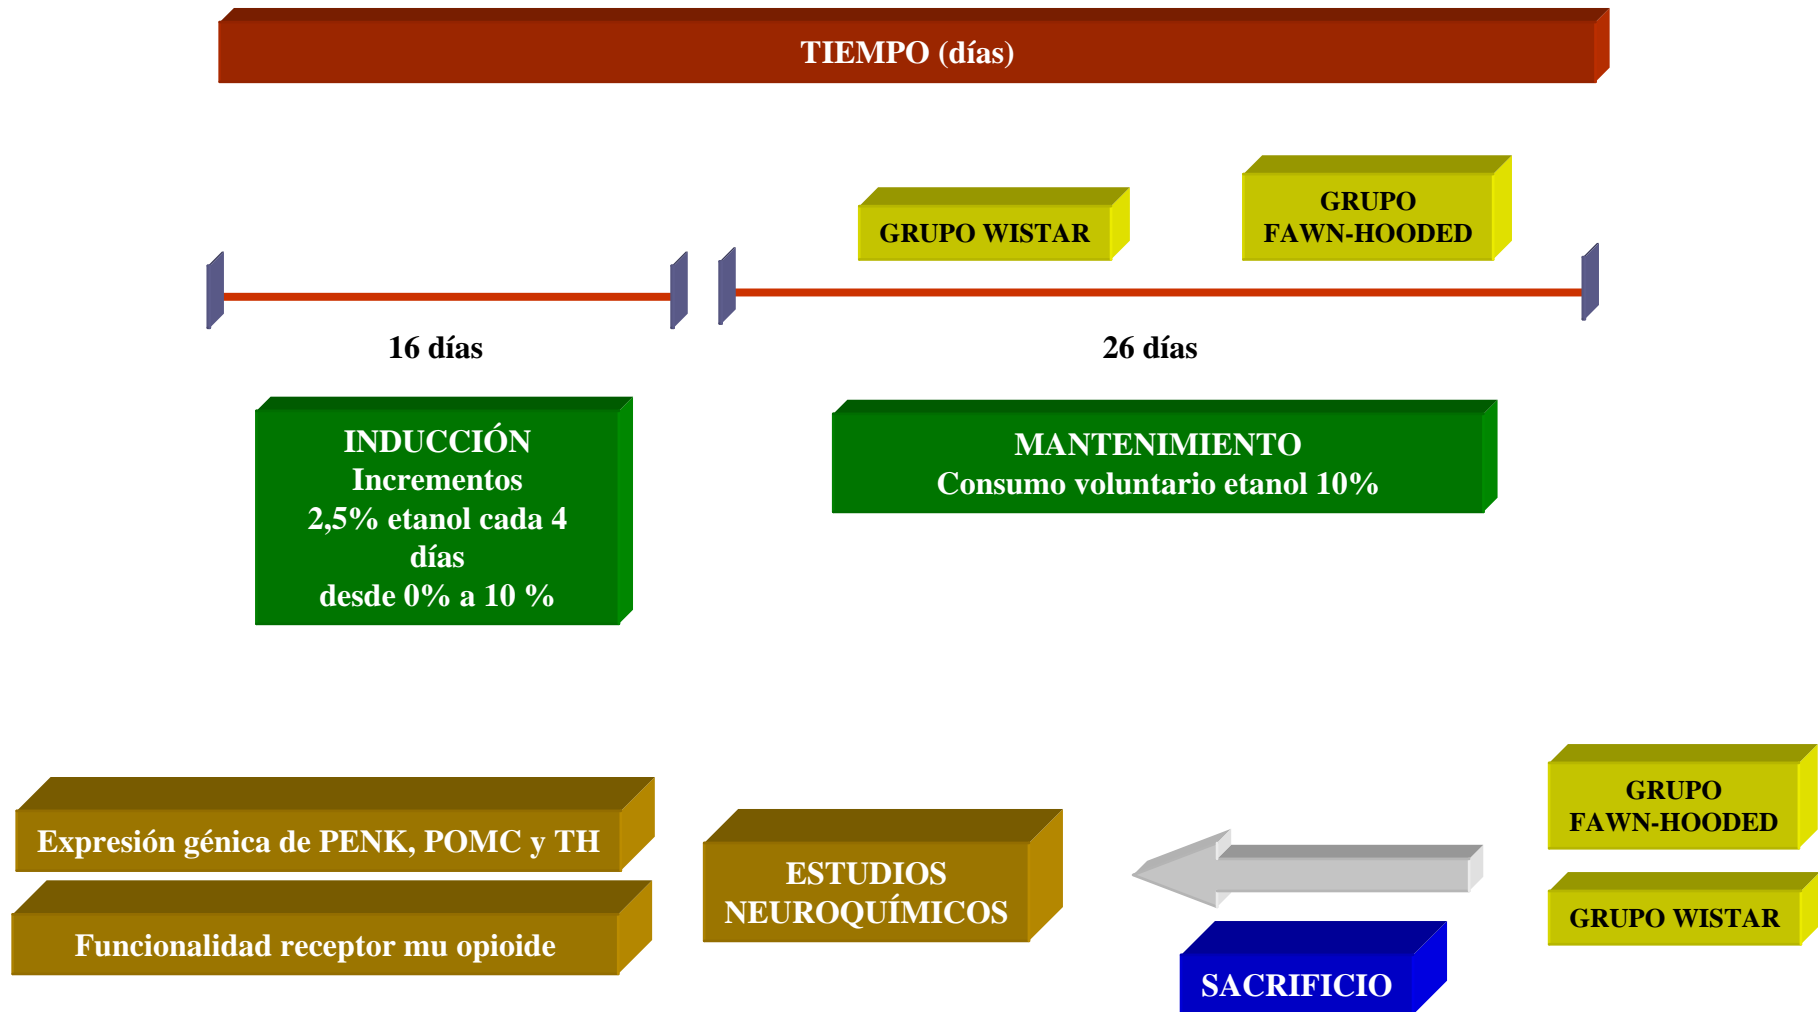 TIEMPO (días)
GRUPO WISTAR
GRUPO
FAWN-HOODED
16 días
26 días
INDUCCIÓN
Incrementos
2,5% etanol cada 4
días
desde 0% a 10 %
MANTENIMIENTO
Consumo voluntario etanol 10%
Expresión génica de PENK, POMC y TH
Funcionalidad receptor mu opioide
ESTUDIOS
NEUROQUÍMICOS
SACRIFICIO
GRUPO
FAWN-HOODED
GRUPO WISTAR